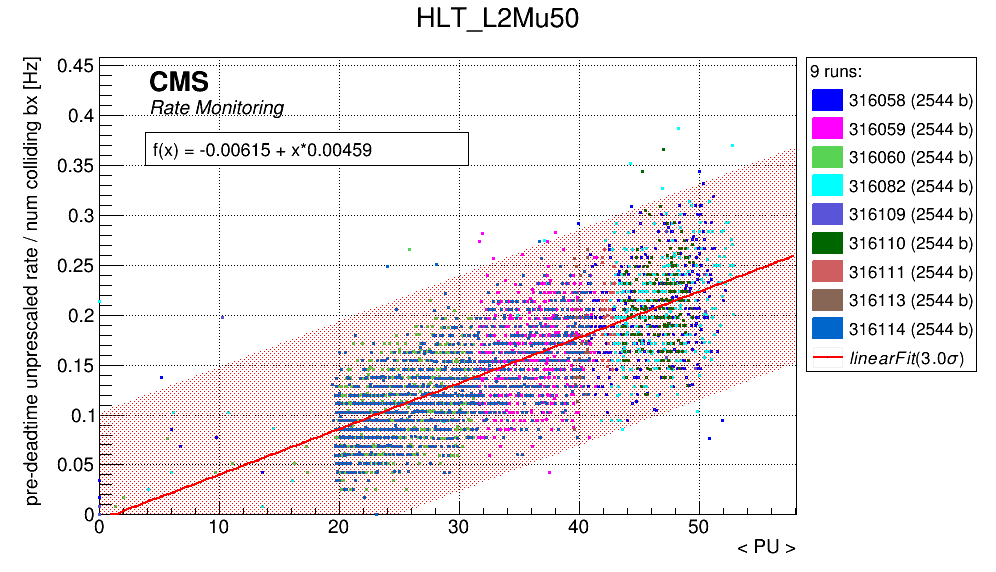 HLT_L2Mu50
pre-deadtime unprescaled rate / num colliding bx [Hz]
0.45
0.4
0.35
0.3
0.25
0.2
0.15
0.1
0.05
0
CMS
Rate Monitoring
f(x) = -0.00615 + x*0.00459
0 10 20 30 40 50
< PU >
9 runs:
316058 (2544 b)
316059 (2544 b)
316060 (2544 b)
316082 (2544 b)
316109 (2544 b)
316110 (2544 b)
316111 (2544 b)
316113 (2544 b)
316114 (2544 b)
linearFit(3.0σ)